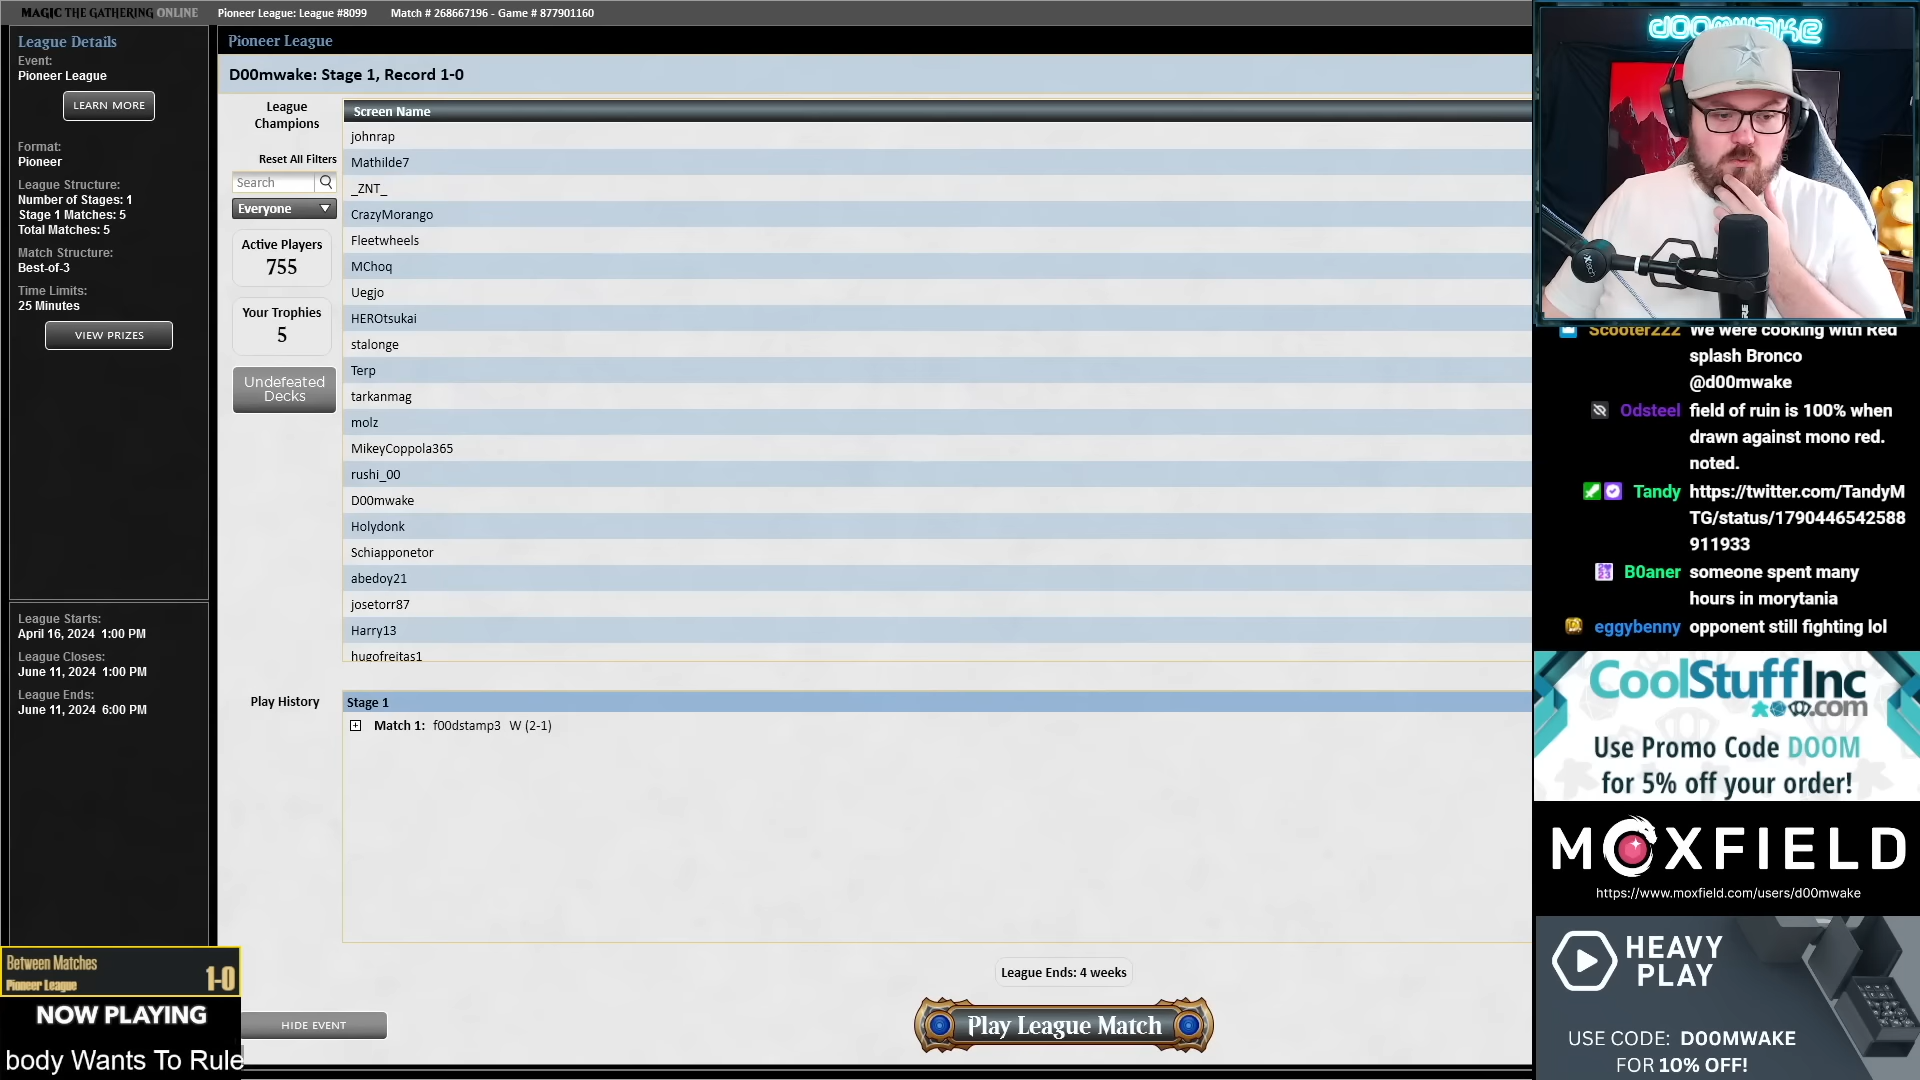 MAGIC THE GATHERING ONLINE
Pioneer League: League #8099
Match # 268667196 - Game # 877901160
League Details
Event:
Pioneer League
LEARN MORE
Format:
Pioneer
League Structure:
Number of Stages: 1
Stage 1 Matches: 5
Total Matches: 5
Match Structure:
Best-of-3
Time Limits:
25 Minutes
VIEW PRIZES
League Starts:
April 16, 2024 1:00 PM
League Closes:
June 11, 2024 1:00 PM
League Ends:
June 11, 2024 6:00 PM
Pioneer League
D00mwake: Stage 1, Record 1-0
League
Champions
Reset All Filters
Search
Everyone
Active Players
755
Your Trophies
5
Undefeated
Decks
Screen Name
johnrap
Mathilde7
_ZNT_
CrazyMorango
Fleetwheels
MChoq
Uegjo
HEROtsukai
stalonge
Terp
tarkanmag
molz
MikeyCoppola365
rushi_00
D00mwake
Holydonk
Schiapponetor
abedoy21
josetorr87
Harry13
hugofreitas1
Play History
Stage 1
Match 1: f00dstamp3 W (2-1)
League Ends: 4 weeks
Play League Match
HIDE EVENT
Between Matches
Pioneer League
1-0
NOW PLAYING
body Wants To Rule
d00mwake
Scooter222 We were cooking with Red
splash Bronco
@d00mwake
Odsteel field of ruin is 100% when
drawn against mono red.
noted.
Tandy https://twitter.com/TandyM
TG/status/1790446542588
911933
B0aner someone spent many
hours in morytania
eggybenny opponent still fighting lol
CoolStuffInc
.com
Use Promo Code DOOM
for 5% off your order!
MOXFIELD
https://www.moxfield.com/users/d00mwake
HEAVY
PLAY
USE CODE: D00MWAKE
FOR 10% OFF!